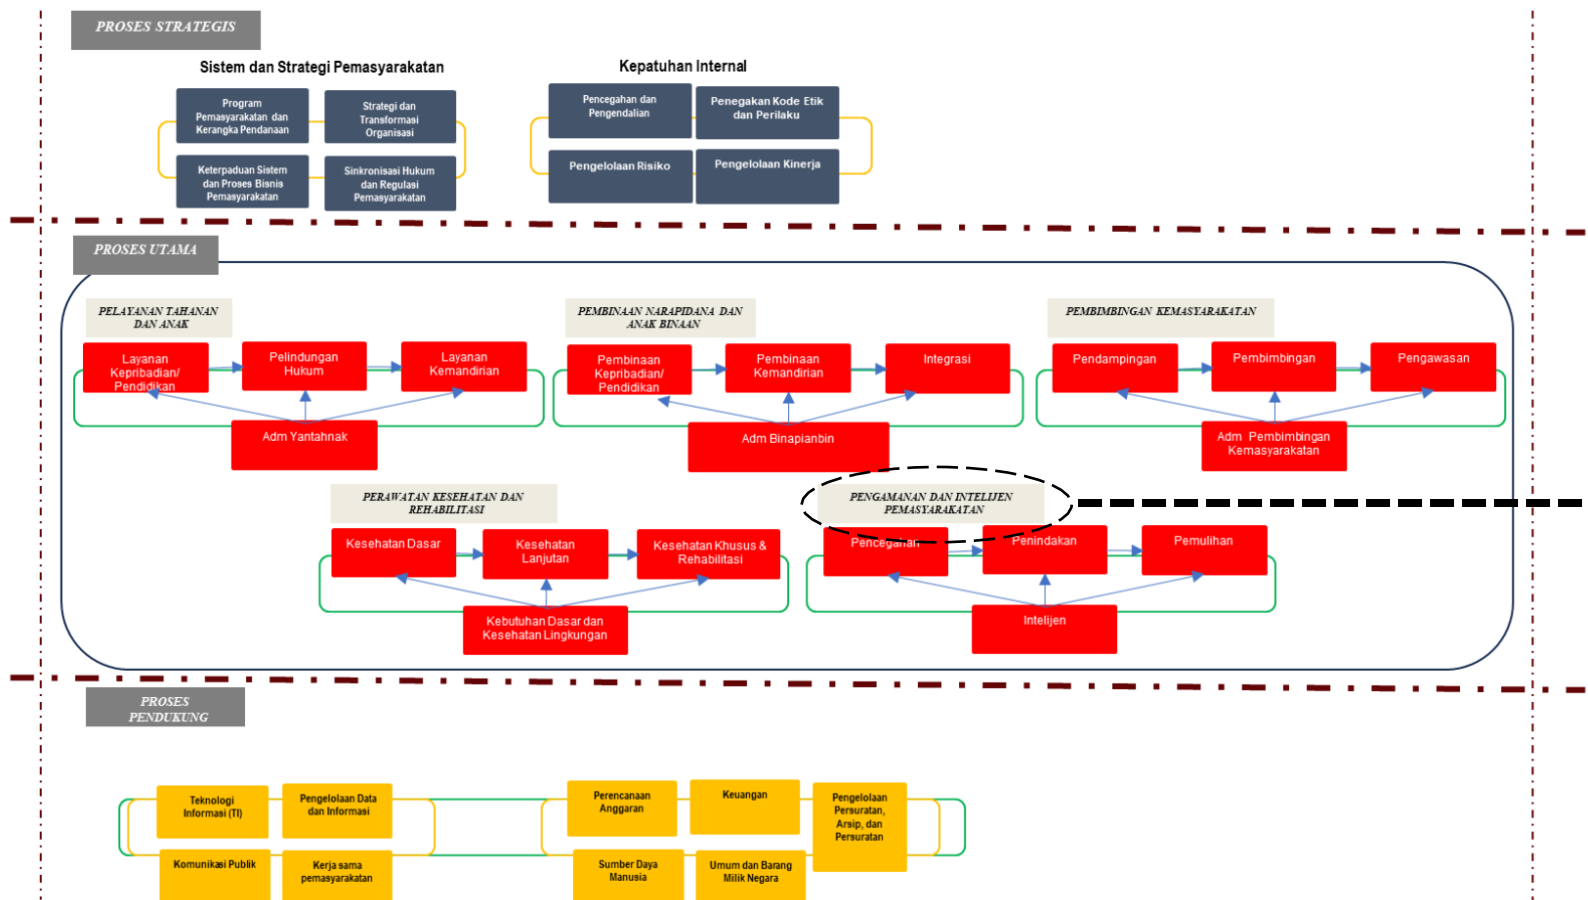 PROSES STRATEGIS
Sistem dan Strategi Pemasyarakatan
Kepatuhan Internal
Program
Pemasyarakatan dan
Kerangka Pendanaan
Strategi dan
Transformasi
Organisasi
Pencegahan dan
Pengendalian
Penegakan Kode Etik
dan Perilaku
Keterpaduan Sistem
dan Proses Bisnis
Pemasyarakatan
Sinkronisasi Hukum
dan Regulasi
Pemasyarakatan
Pengelolaan Risiko
Pengelolaan Kinerja
PROSES UTAMA
PELAYANAN TAHANAN
DAN ANAK
Layanan
Kepribadian/
Pendidikan
Pelindungan
Hukum
Layanan
Kemandirian
Adm Yantahnak
PEMBINAAN NARAPIDANA DAN
ANAK BINAAN
Pembinaan
Kepribadian/
Pendidikan
Pembinaan
Kemandirian
Integrasi
Adm Binapianbin
PEMBIMBINGAN KEMASYARAKATAN
Pendampingan
Pembimbingan
Pengawasan
Adm Pembimbingan
Kemasyarakatan
PERAWATAN KESEHATAN DAN
REHABILITASI
Kesehatan Dasar
Kesehatan
Lanjutan
Kesehatan Khusus &
Rehabilitasi
Kebutuhan Dasar dan
Kesehatan Lingkungan
PENGAMANAN DAN INTELIJEN
PEMASYARAKATAN
Pencegahan
Penindakan
Pemulihan
Intelijen
PROSES
PENDUKUNG
Teknologi
Informasi (TI)
Pengelolaan Data
dan Informasi
Komunikasi Publik
Kerja sama
pemasyarakatan
Perencanaan
Anggaran
Keuangan
Pengelolaan
Persuratan,
Arsip, dan
Persuratan
Sumber Daya
Manusia
Umum dan Barang
Milik Negara